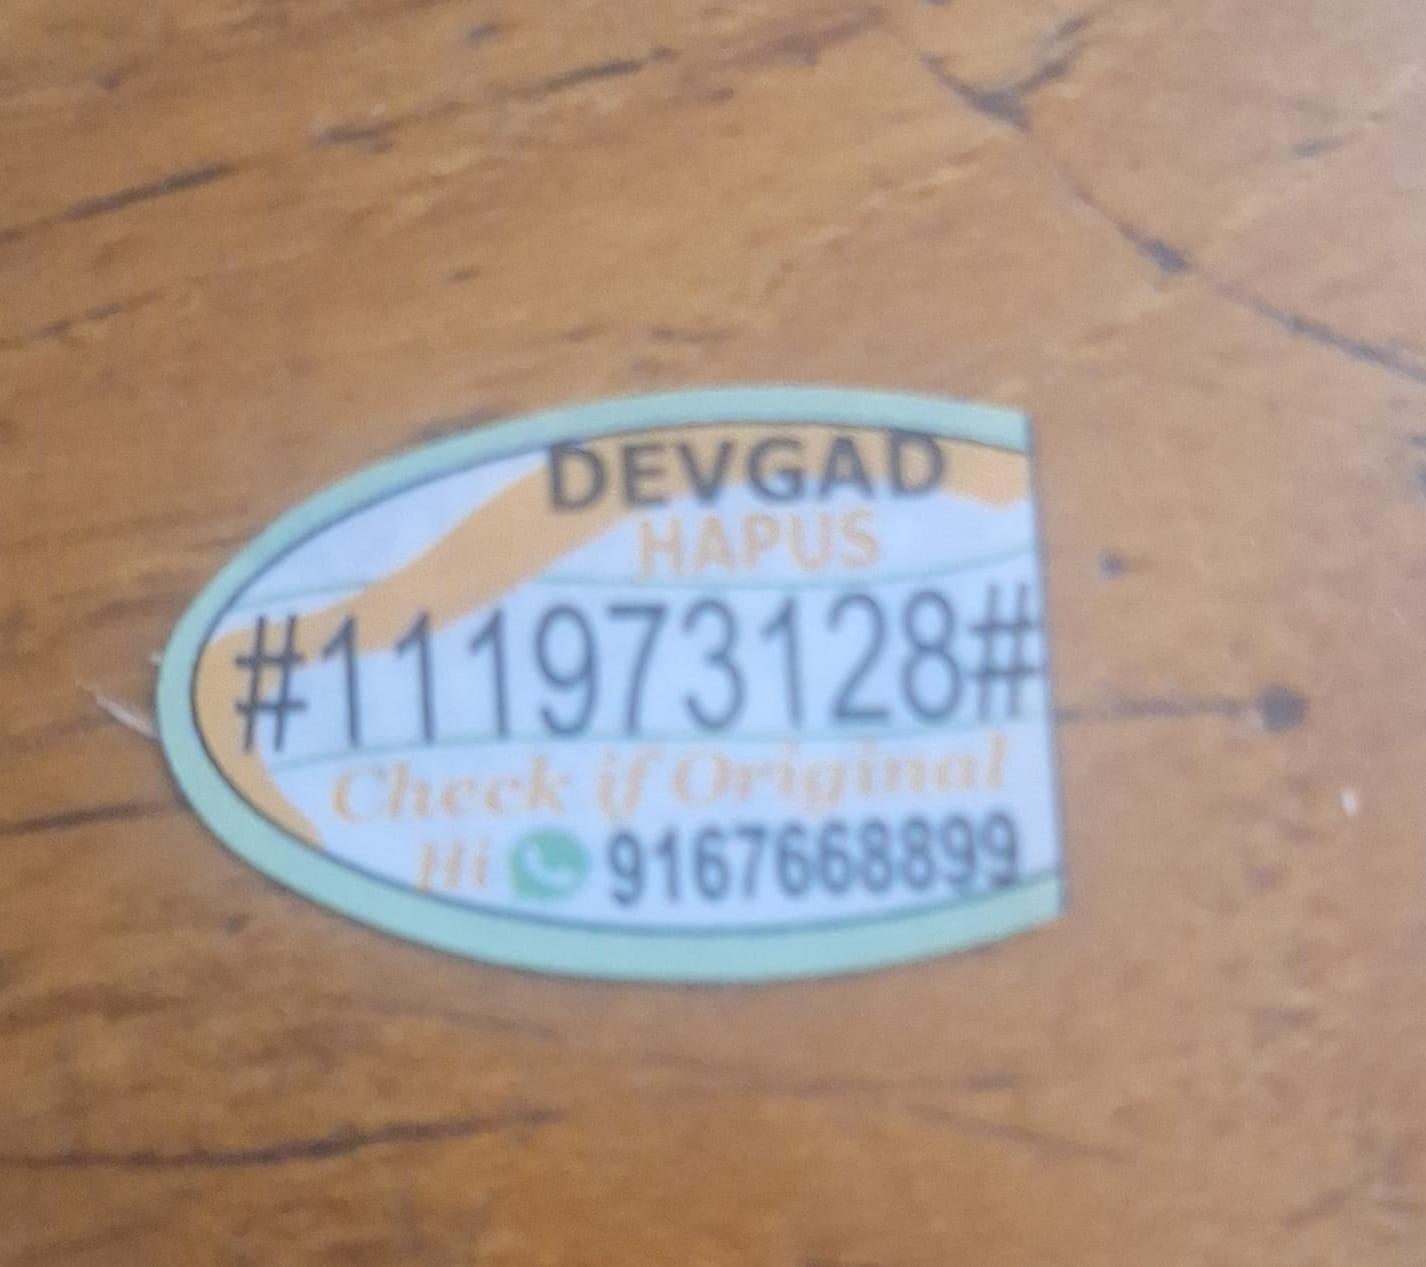 DEVGAD
HAPUS
#111973128#
Check if Original
Hi 9167668899